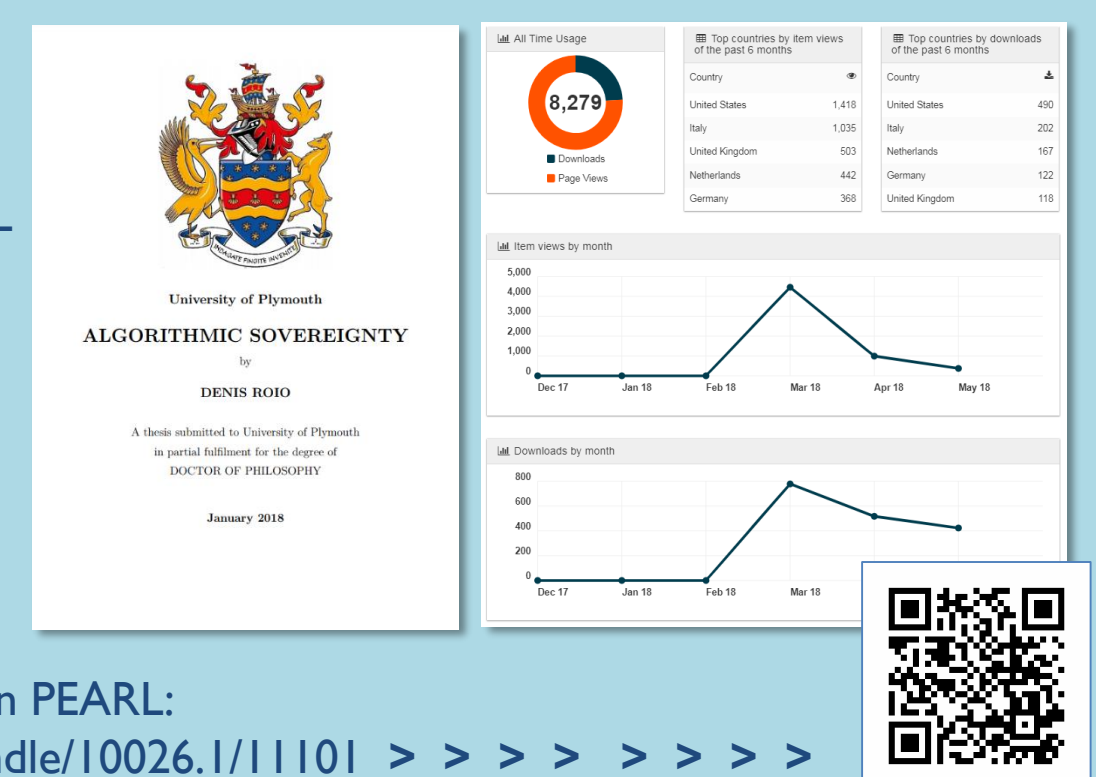 INDAGATE FINGITE INVENITE
University of Plymouth
ALGORITHMIC SOVEREIGNTY
by
DENIS ROIO
A thesis submitted to University of Plymouth
in partial fulfilment for the degree of
DOCTOR OF PHILOSOPHY
January 2018
All Time Usage
8,279
Downloads
Page Views
Top countries by item views
of the past 6 months
Country
United States 1,418
Italy 1,035
United Kingdom 503
Netherlands 442
Germany 368
Top countries by downloads
of the past 6 months
Country
United States 490
Italy 202
Netherlands 167
Germany 122
United Kingdom 118
Item views by month
5,000
4,000
3,000
2,000
1,000
0
Dec 17 Jan 18 Feb 18 Mar 18 Apr 18 May 18
Downloads by month
800
600
400
200
0
Dec 17 Jan 18 Feb 18 Mar 18
n PEARL:
dle/10026.1/11101 > > > > > > > >